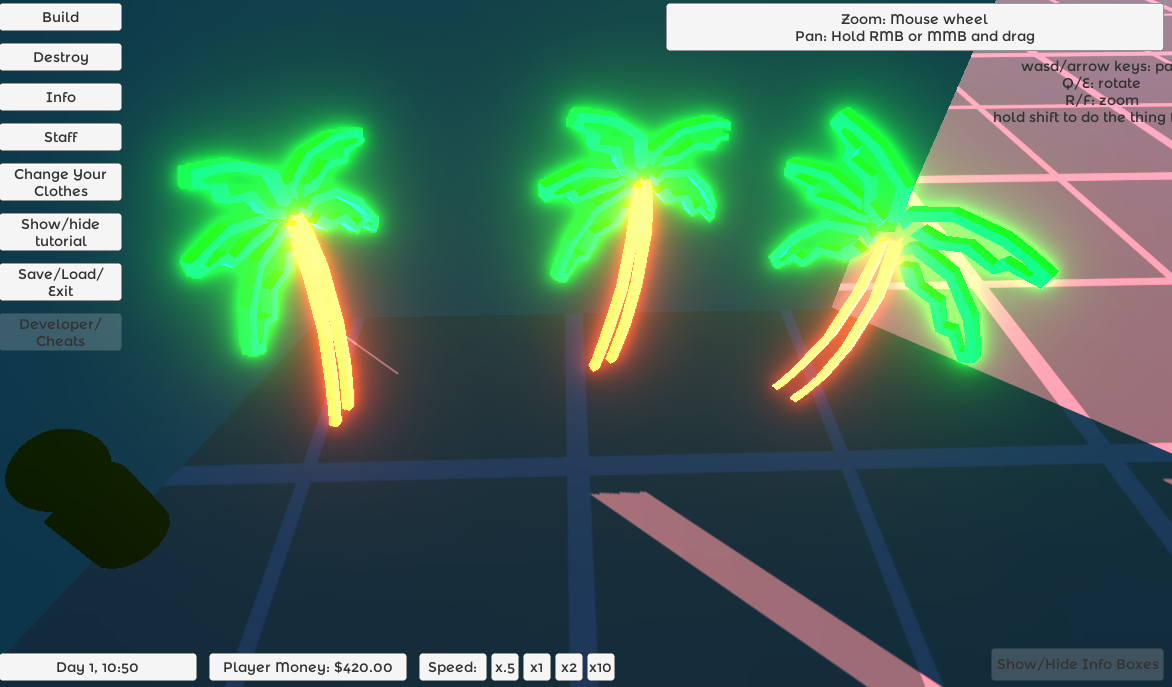 Build
Destroy
Info
Staff
Change Your
Clothes
Show/hide
tutorial
Save/Load/
Exit
Developer/
Cheats
Zoom: Mouse wheel
Pan: Hold RMB or MMB and drag
wasd/arrow keys: pa
Q/E: rotate
R/F: zoom
hold shift to do the thing
Day 1, 10:50
Player Money: $420.00
Speed:
x.5
x1
x2
x10
Show/Hide Info Boxes